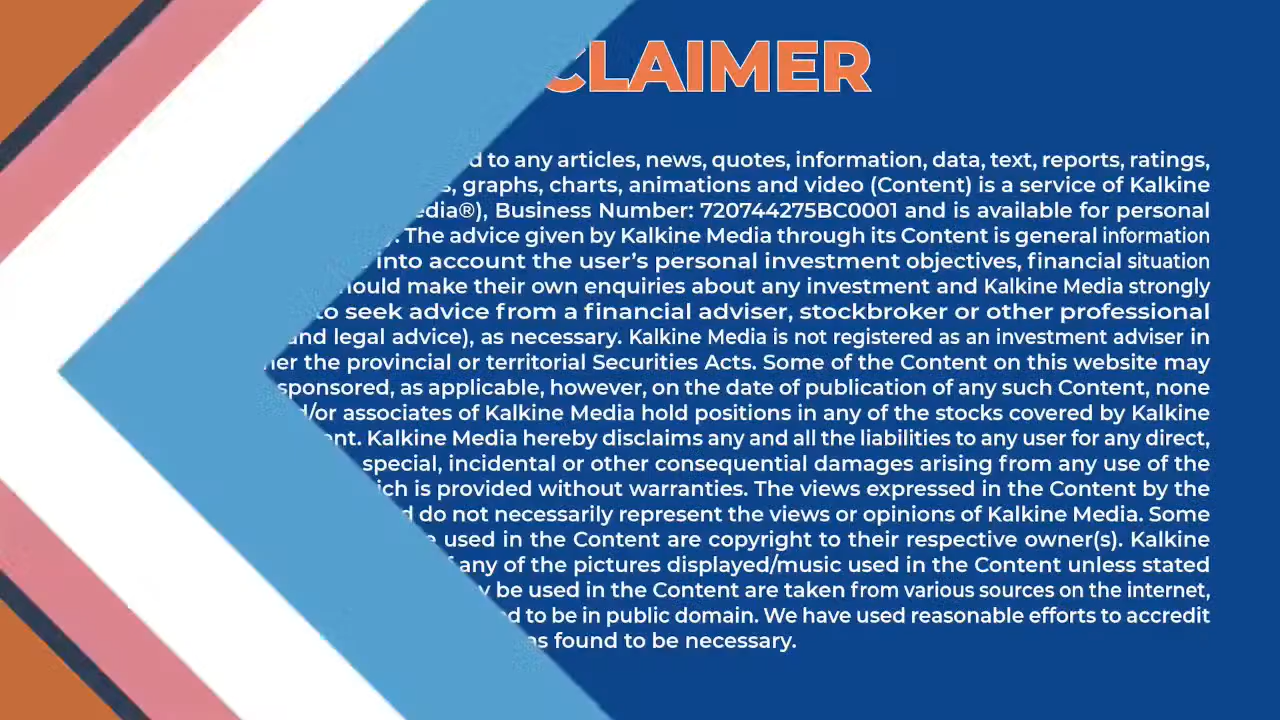 CLAIMER
to any articles, news, quotes, information, data, text, reports, ratings,
graphs, charts, animations and video (Content) is a service of Kalkine
Business Number: 720744275BC0001 and is available for personal
The advice given by Kalkine Media through its Content is general information
into account the user's personal investment objectives, financial situation
make their own enquiries about any investment and Kalkine Media strongly
to seek advice from a financial adviser, stockbroker or other professional
and legal advice), as necessary. Kalkine Media is not registered as an investment adviser in
the provincial or territorial Securities Acts. Some of the Content on this website may
sponsored, as applicable, however, on the date of publication of any such Content, none
/or associates of Kalkine Media hold positions in any of the stocks covered by Kalkine
Kalkine Media hereby disclaims any and all the liabilities to any user for any direct,
special, incidental or other consequential damages arising from any use of the
is provided without warranties. The views expressed in the Content by the
do not necessarily represent the views or opinions of Kalkine Media. Some
used in the Content are copyright to their respective owner(s). Kalkine
any of the pictures displayed/music used in the Content unless stated
be used in the Content are taken from various sources on the internet,
to be in public domain. We have used reasonable efforts to accredit
as found to be necessary.